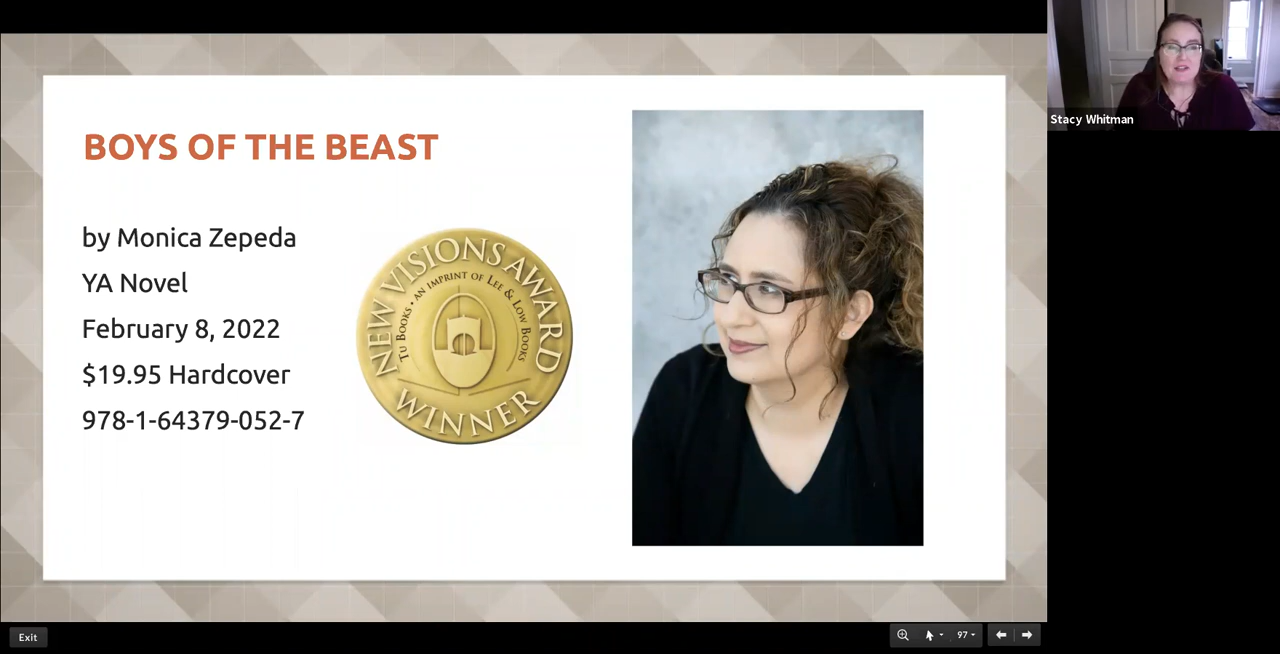 BOYS OF THE BEAST
by Monica Zepeda
YA Novel
February 8, 2022
$19.95 Hardcover
978-1-64379-052-7
NEW VISIONS AWARD
TU BOOKS • AN IMPRINT OF LEE & LOW BOOKS
WINNER
Stacy Whitman
Exit
97